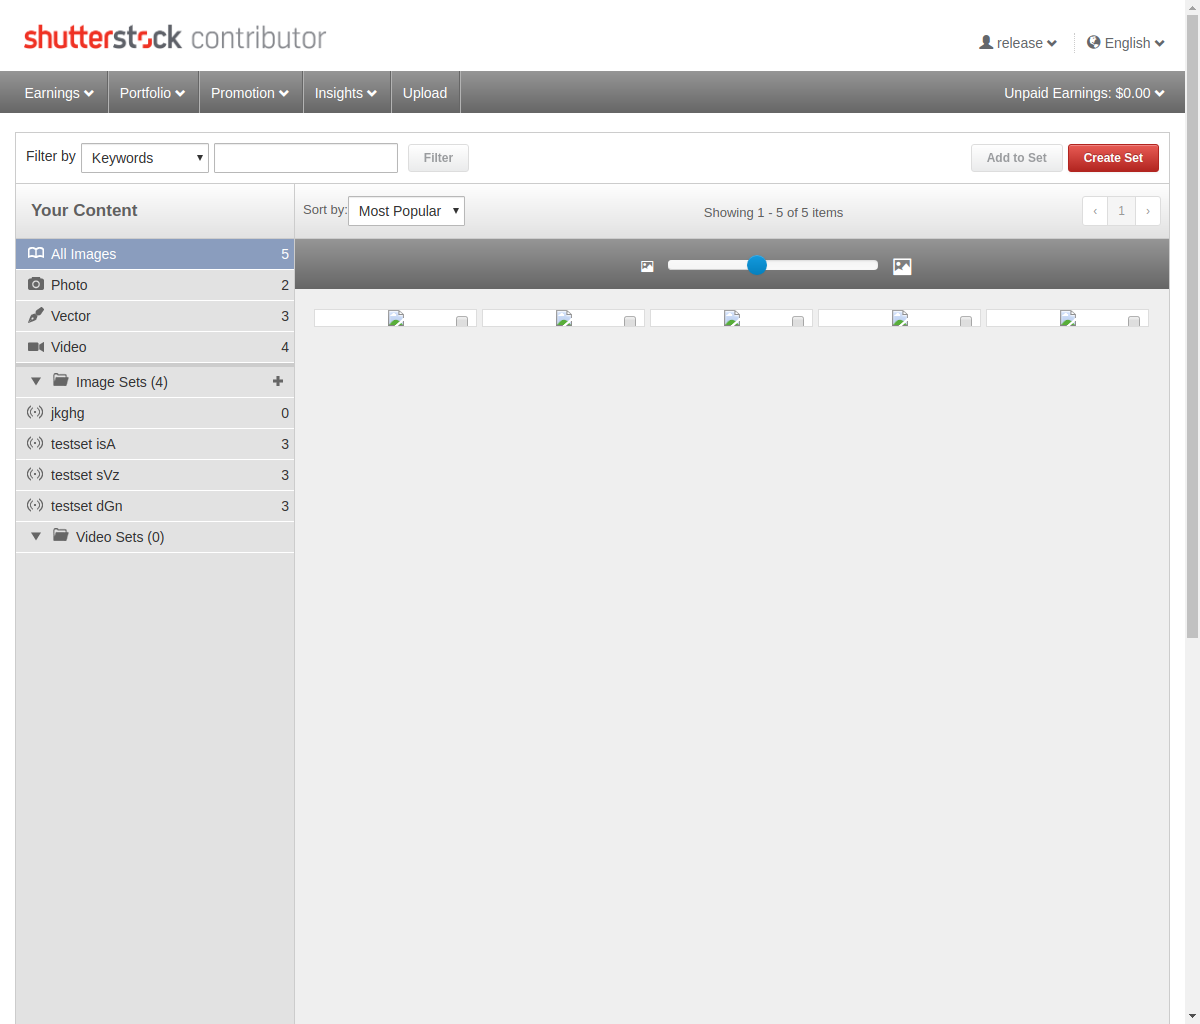 shutterstock contributor
release
English
Earnings
Portfolio
Promotion
Insights
Upload
Unpaid Earnings: $0.00
Filter by
Keywords
Filter
Add to Set
Create Set
Your Content
Sort by:
Most Popular
Showing 1 - 5 of 5 items
‹ 1 ›
All Images 5
Photo 2
Vector 3
Video 4
Image Sets (4)
jkghg 0
testset isA 3
testset sVz 3
testset dGn 3
Video Sets (0)